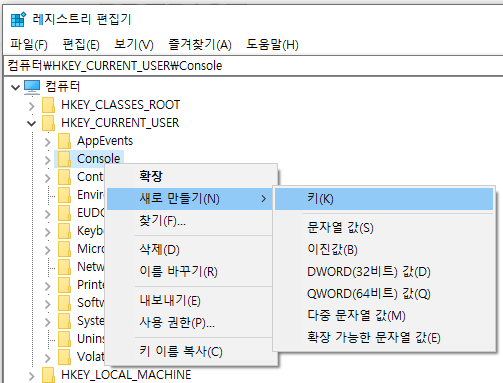 레지스트리 편집기
파일(F) 편집(E) 보기(V) 즐겨찾기(A) 도움말(H)
컴퓨터₩HKEY_CURRENT_USER₩Console
컴퓨터
HKEY_CLASSES_ROOT
HKEY_CURRENT_USER
AppEvents
Console
Cont
Enviro
EUDC
Keybo
Micro
Netw
Printe
Softw
Syste
Unins
Volat
HKEY_LOCAL_MACHINE
확장
새로 만들기(N)
찾기(F)...
삭제(D)
이름 바꾸기(R)
내보내기(E)
사용 권한(P)...
키 이름 복사(C)
키(K)
문자열 값(S)
이진값(B)
DWORD(32비트) 값(D)
QWORD(64비트) 값(Q)
다중 문자열 값(M)
확장 가능한 문자열 값(E)